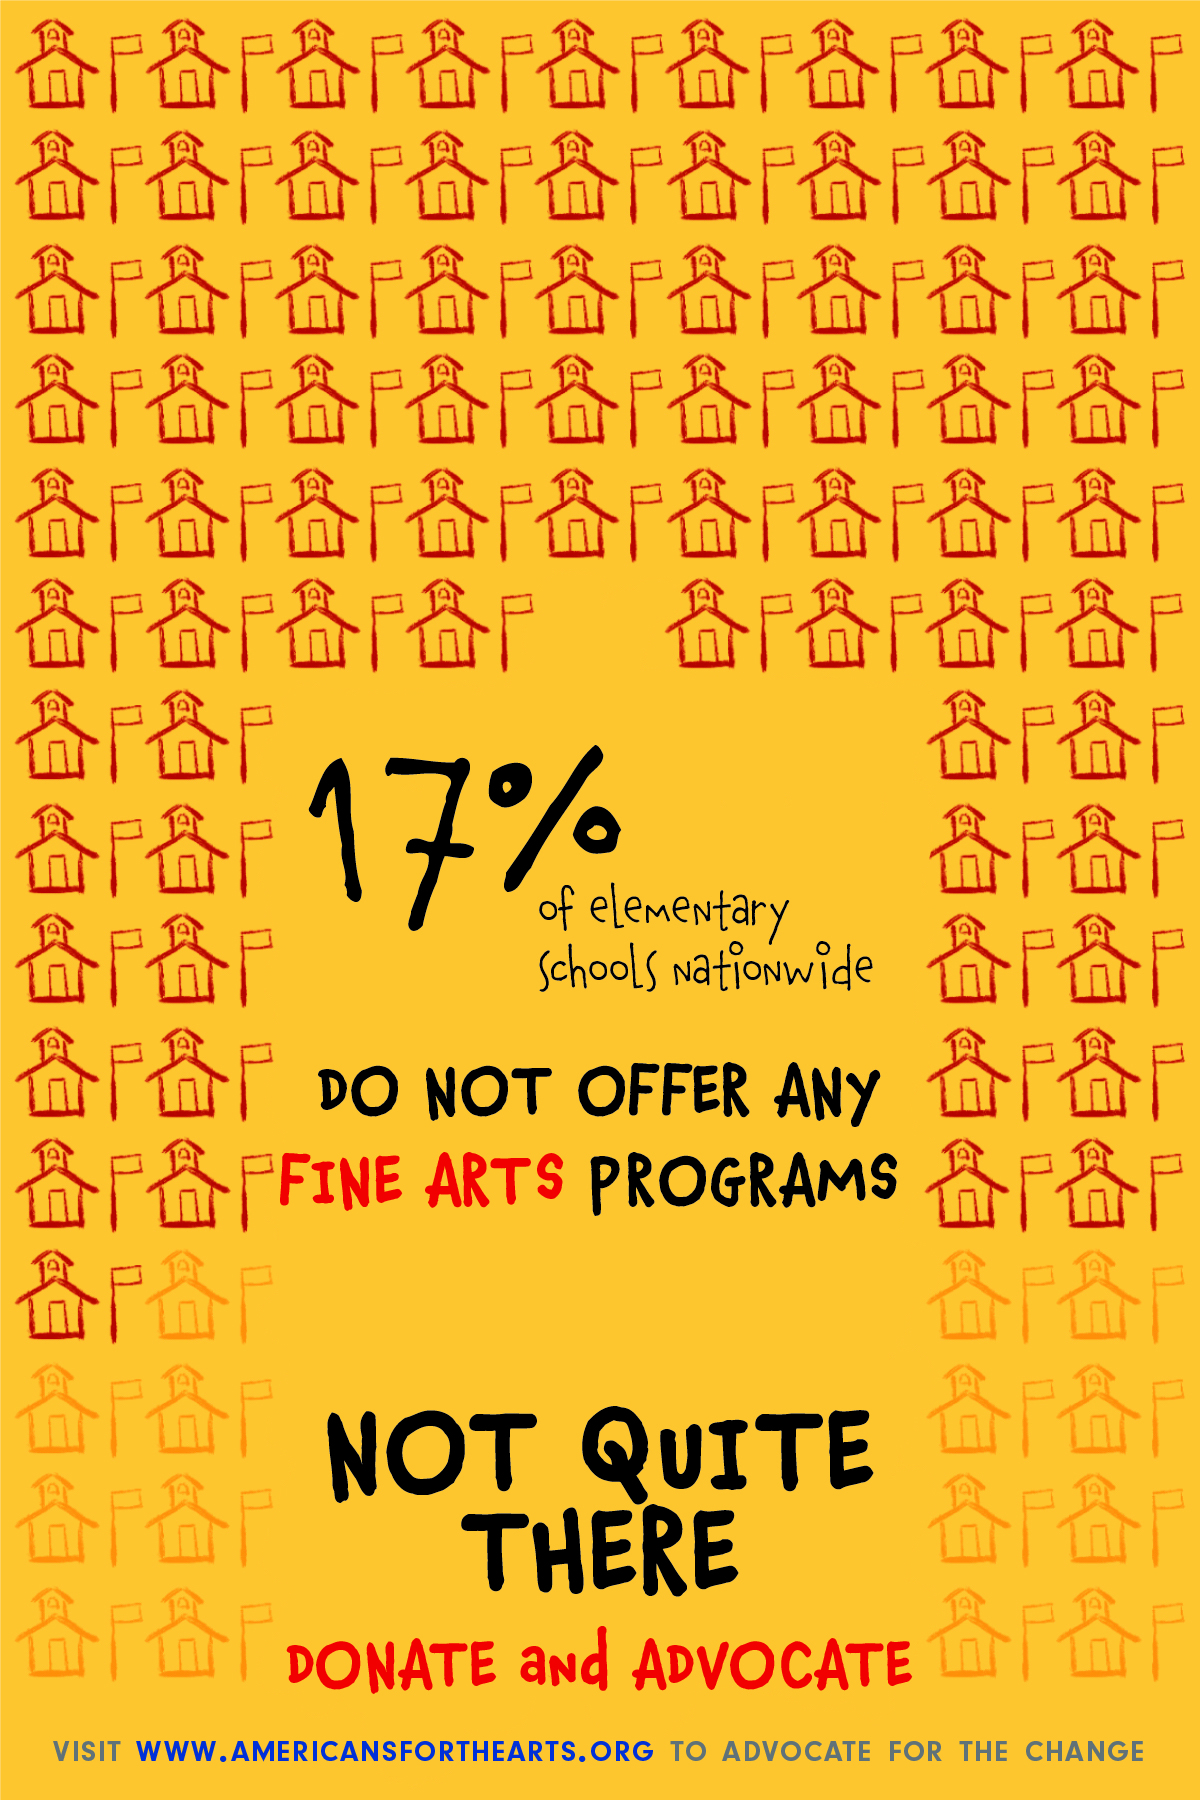 17%
of elementary
schools nationwide
DO NOT OFFER ANY
FINE ARTS PROGRAMS
NOT QUITE
THERE
DONATE and ADVOCATE
VISIT WWW.AMERICANSFORTHEARTS.ORG TO ADVOCATE FOR THE CHANGE